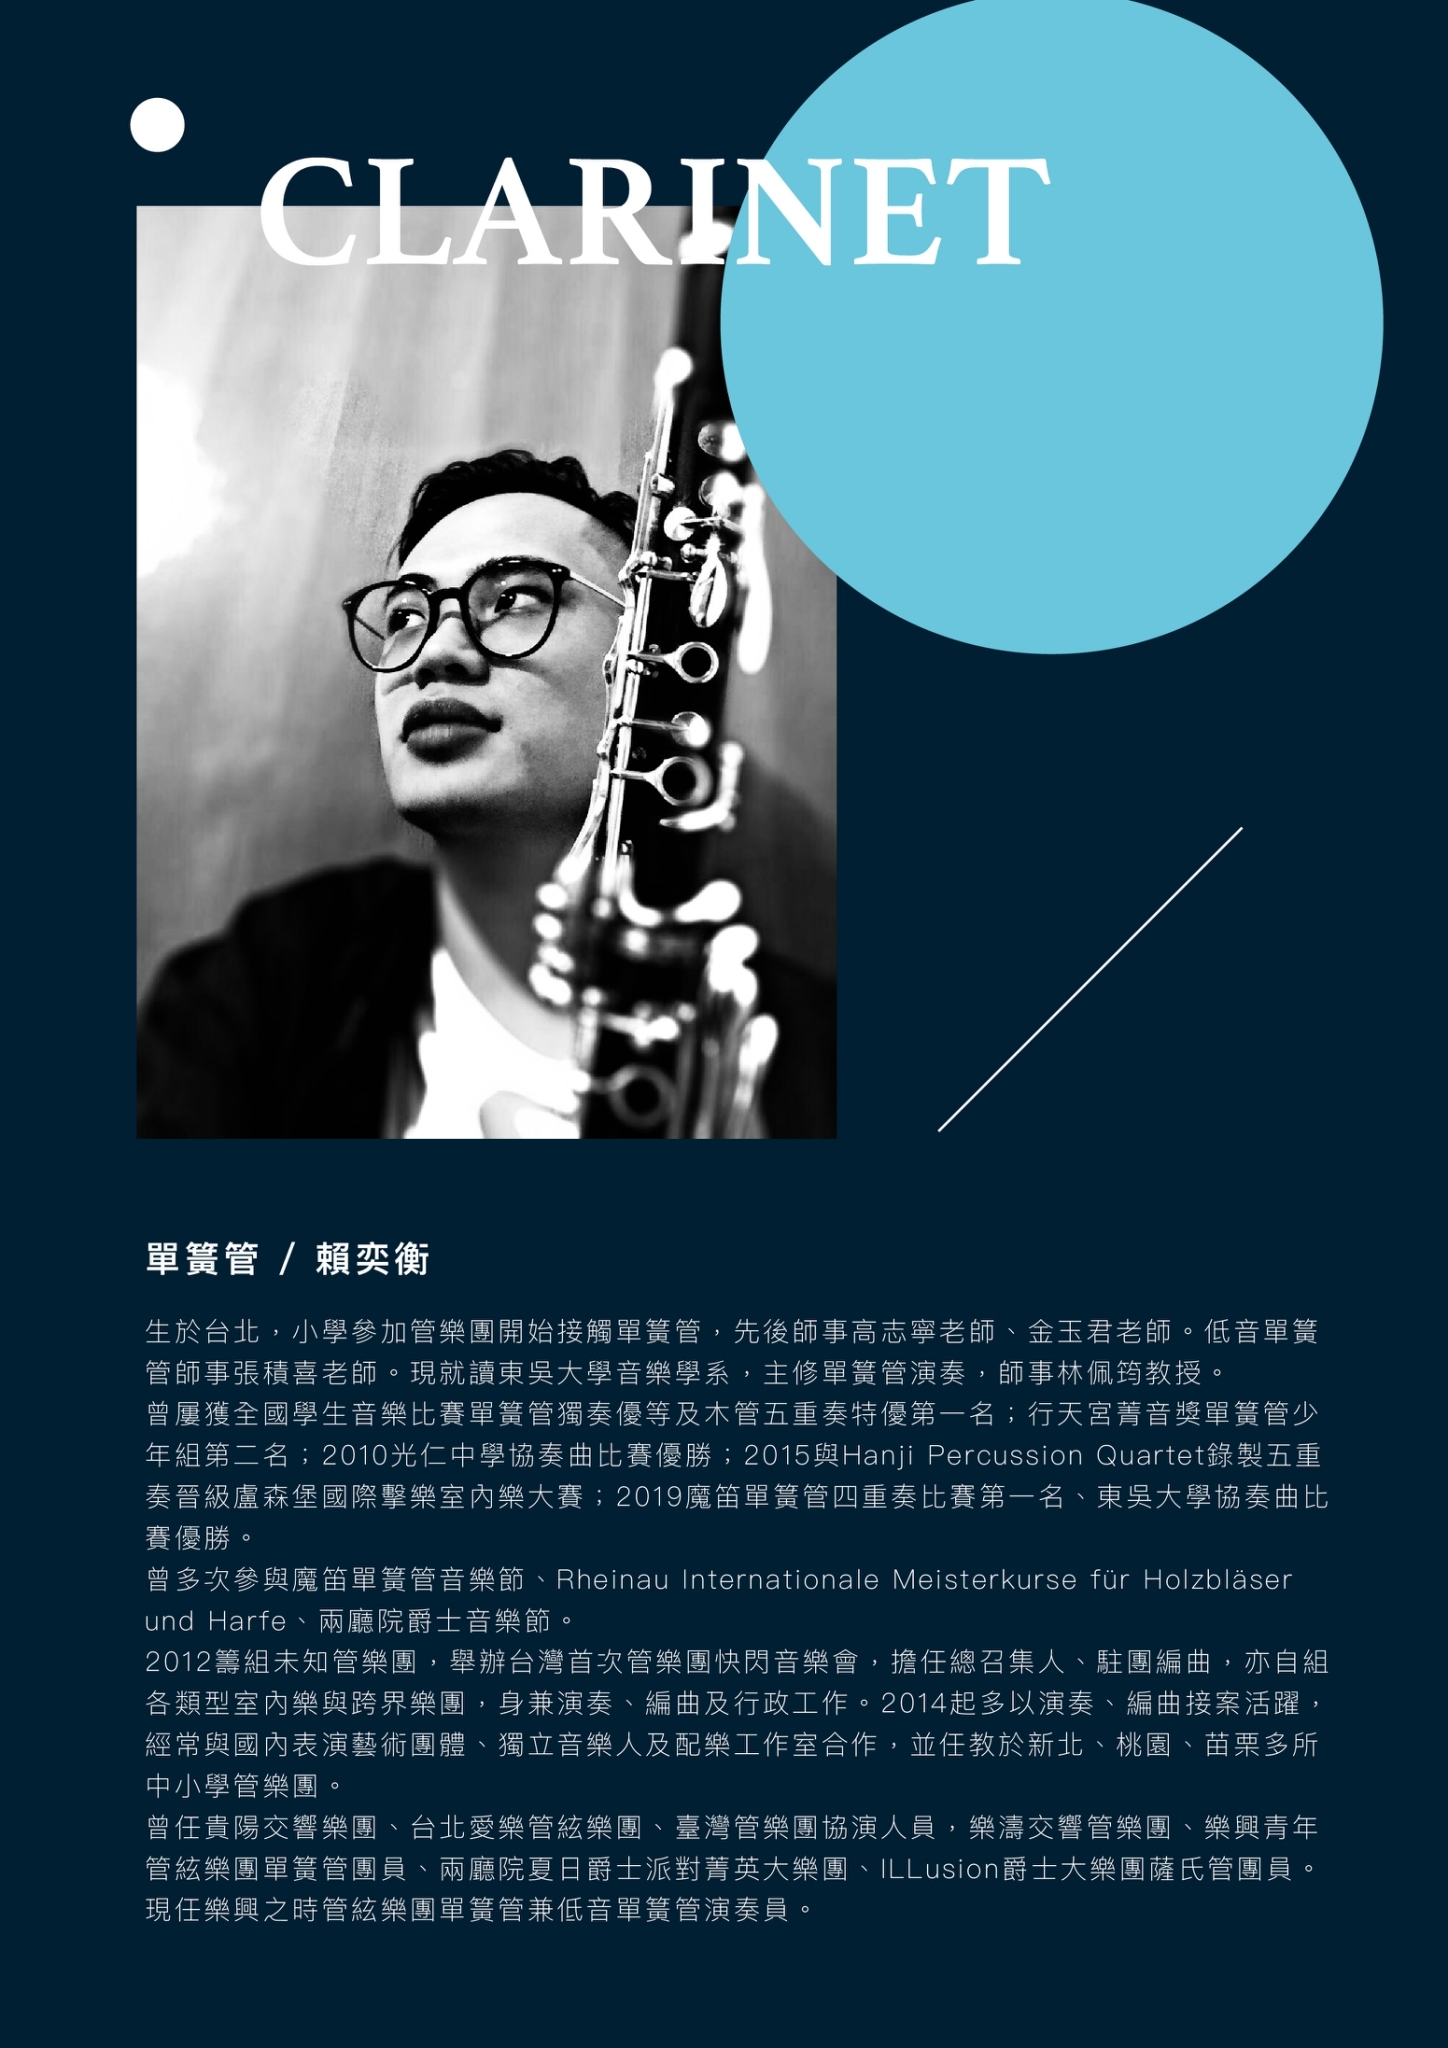 CLARINET
單簧管 / 賴奕衡
生於台北，小學參加管樂團開始接觸單簧管，先後師事高志寧老師、金玉君老師。低音單簧
管師事張積喜老師。現就讀東吳大學音樂學系，主修單簧管演奏，師事林佩筠教授。
曾屢獲全國學生音樂比賽單簧管獨奏優等及木管五重奏特優第一名；行天宮菁音獎單簧管少
年組第二名；2010光仁中學協奏曲比賽優勝；2015與Hanji Percussion Quartet錄製五重
奏晉級盧森堡國際擊樂室內樂大賽；2019魔笛單簧管四重奏比賽第一名、東吳大學協奏曲比
賽優勝。
曾多次參與魔笛單簧管音樂節、Rheinau Internationale Meisterkurse für Holzbläser
und Harfe、兩廳院爵士音樂節。
2012籌組未知管樂團，舉辦台灣首次管樂團快閃音樂會，擔任總召集人、駐團編曲，亦自組
各類型室內樂與跨界樂團，身兼演奏、編曲及行政工作。2014起多以演奏、編曲接案活躍，
經常與國內表演藝術團體、獨立音樂人及配樂工作室合作，並任教於新北、桃園、苗栗多所
中小學管樂團。
曾任貴陽交響樂團、台北愛樂管絃樂團、臺灣管樂團協演人員，樂濤交響管樂團、樂興青年
管絃樂團單簧管團員、兩廳院夏日爵士派對菁英大樂團、ILLusion爵士大樂團薩氏管團員。
現任樂興之時管絃樂團單簧管兼低音單簧管演奏員。